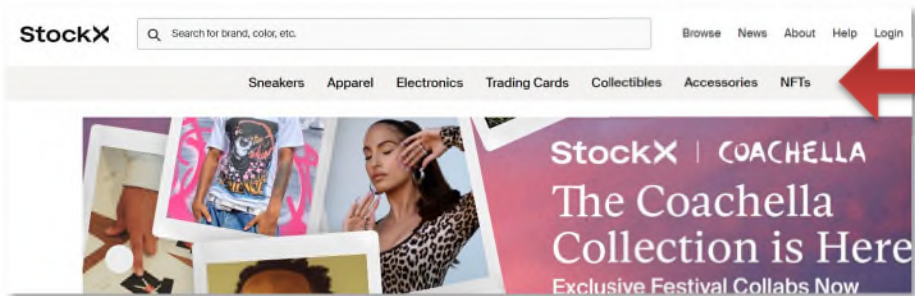 StockX
Search for brand, color, etc.
Browse News About Help Login
Sneakers Apparel Electronics Trading Cards Collectibles Accessories NFTs
StockX | COACHELLA
The Coachella
Collection is Here
Exclusive Festival Collabs Now